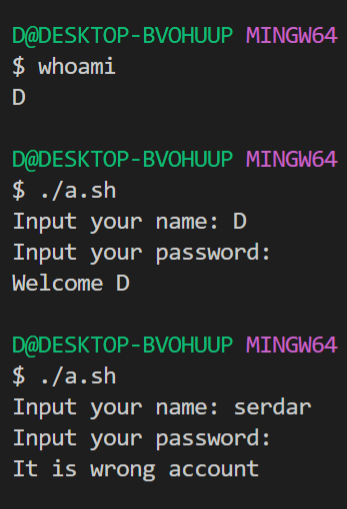 D@DESKTOP-BVOHUUP MINGW64
$ whoami
D
D@DESKTOP-BVOHUUP MINGW64
$ ./a.sh
Input your name: D
Input your password:
Welcome D
D@DESKTOP-BVOHUUP MINGW64
$ ./a.sh
Input your name: serdar
Input your password:
It is wrong account